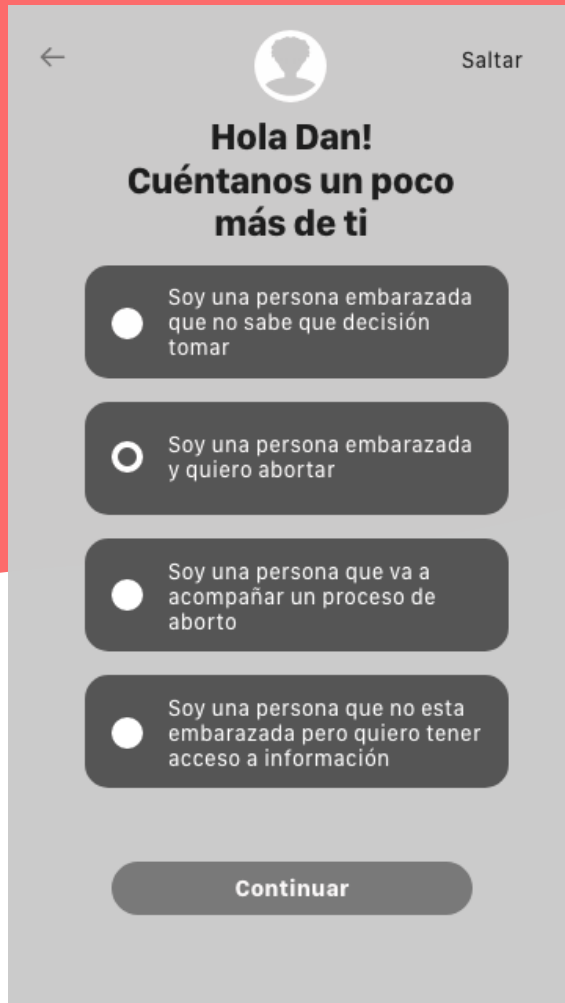 Saltar
Hola Dan!
Cuéntanos un poco
más de ti
Soy una persona embarazada
que no sabe que decisión
tomar
Soy una persona embarazada
y quiero abortar
Soy una persona que va a
acompañar un proceso de
aborto
Soy una persona que no esta
embarazada pero quiero tener
acceso a información
Continuar